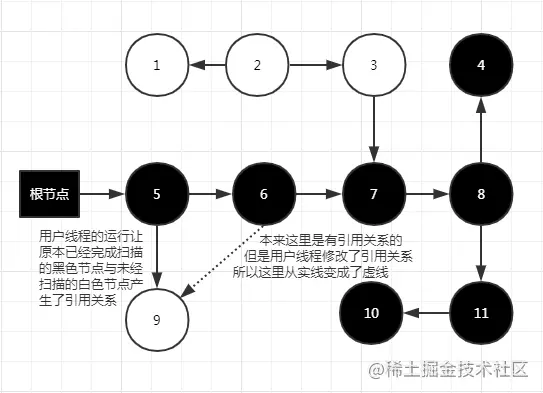 1
2
3
4
根节点
5
6
7
8
用户线程的运行让
原本已经完成扫描
的黑色节点与未经
扫描的白色节点产
生了引用关系
本来这里是有引用关系的
但是用户线程修改了引用关系
所以这里从实线变成了虚线
9
10
11
@稀土掘金技术社区